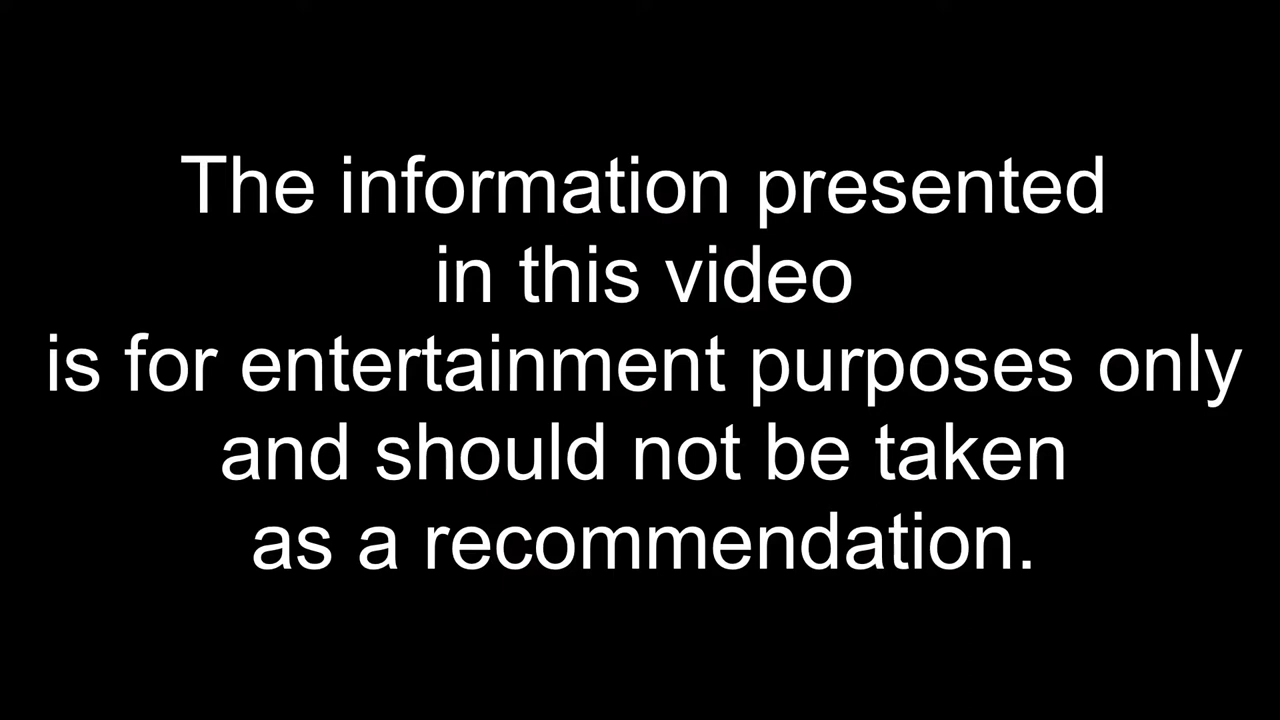 The information presented
in this video
is for entertainment purposes only
and should not be taken
as a recommendation.